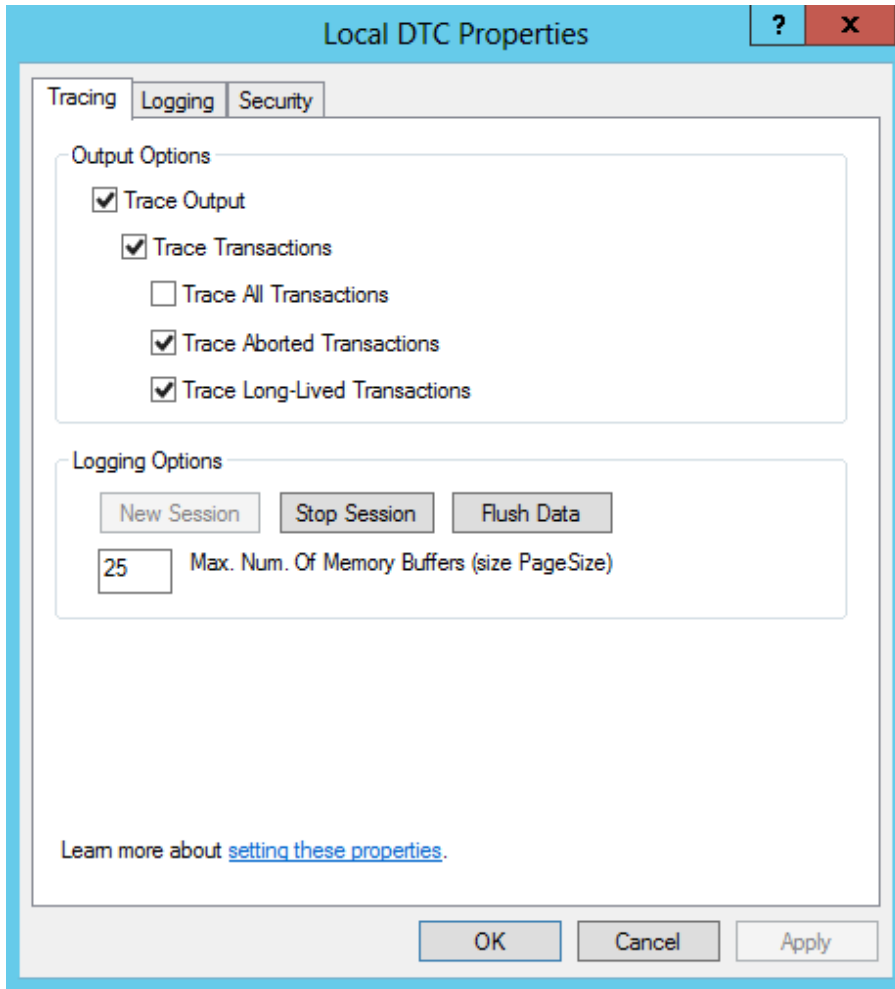 Local DTC Properties
? x
Tracing Logging Security
Output Options
Trace Output
Trace Transactions
Trace All Transactions
Trace Aborted Transactions
Trace Long-Lived Transactions
Logging Options
New Session Stop Session Flush Data
25 Max. Num. Of Memory Buffers (size PageSize)
Learn more about setting these properties.
OK Cancel Apply